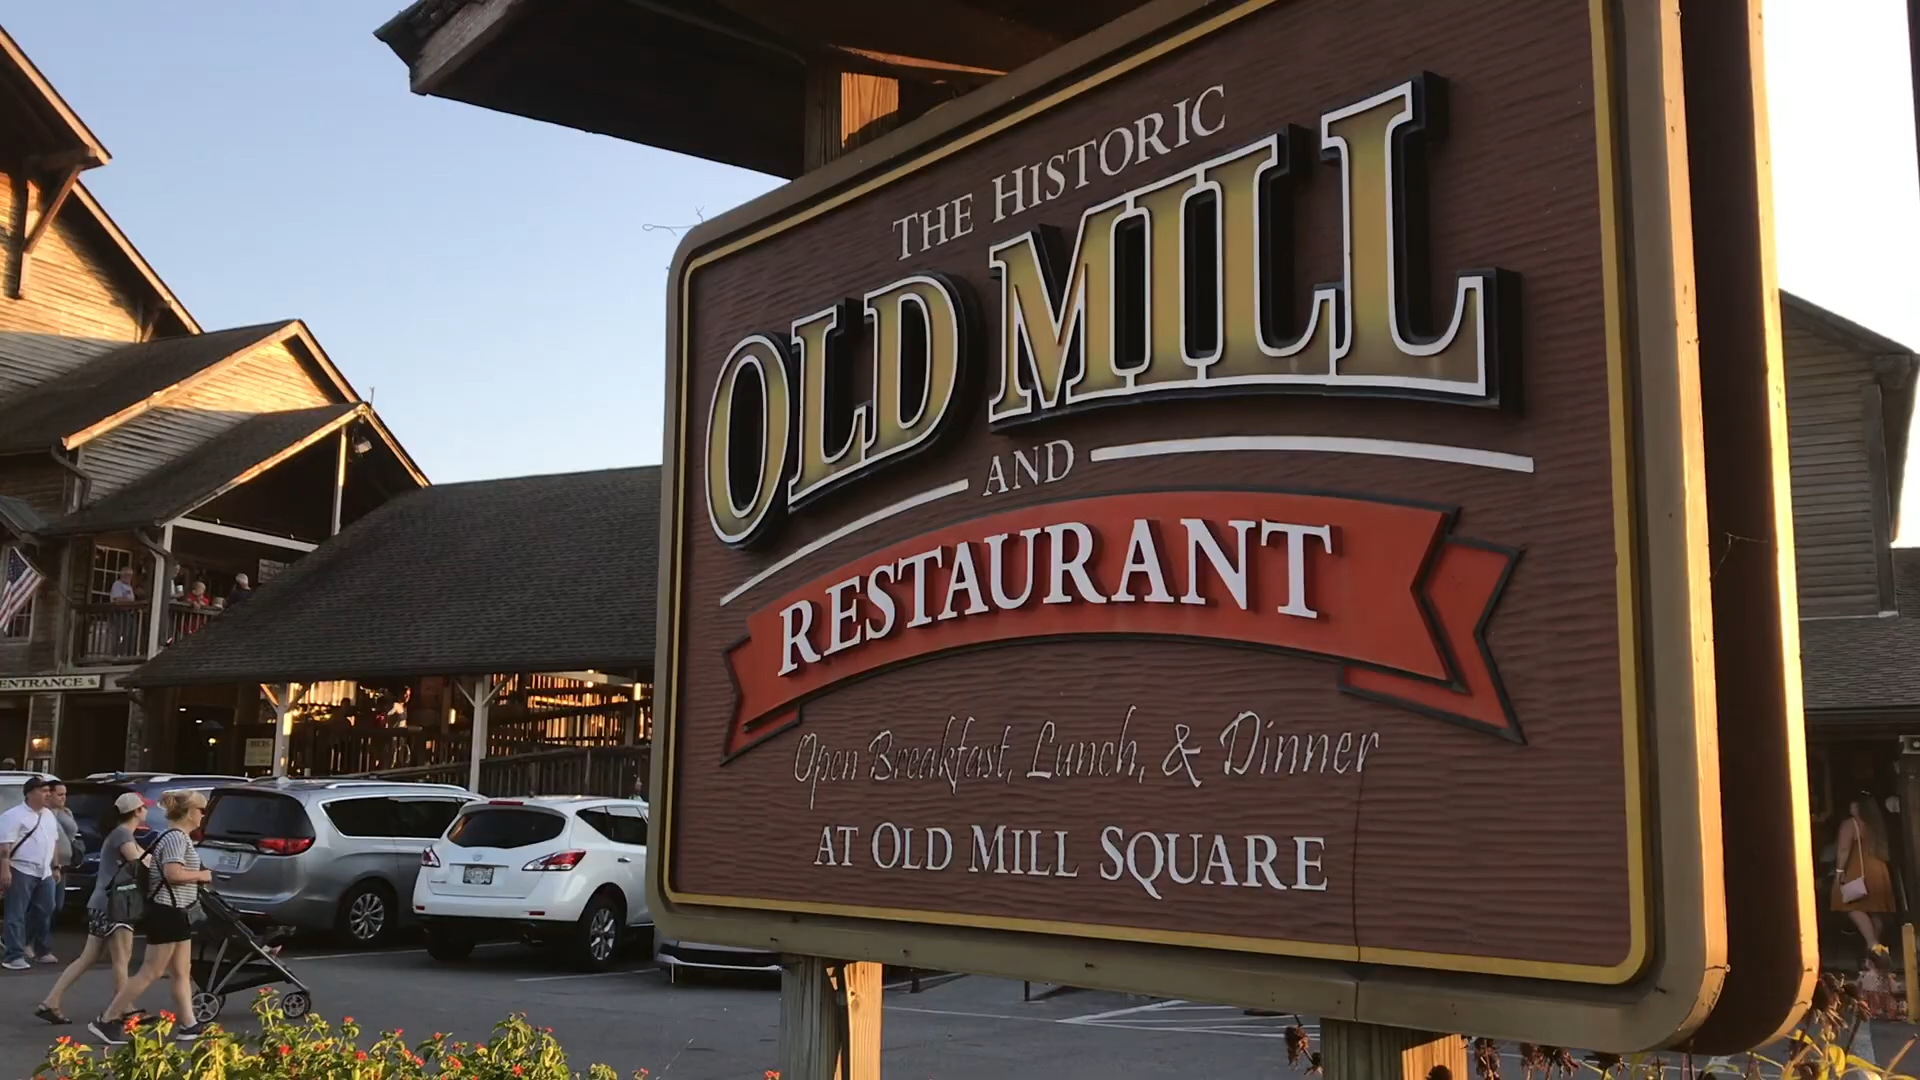 THE HISTORIC
OLD MILL
AND
RESTAURANT
Open Breakfast, Lunch, & Dinner
AT OLD MILL SQUARE
ENTRANCE